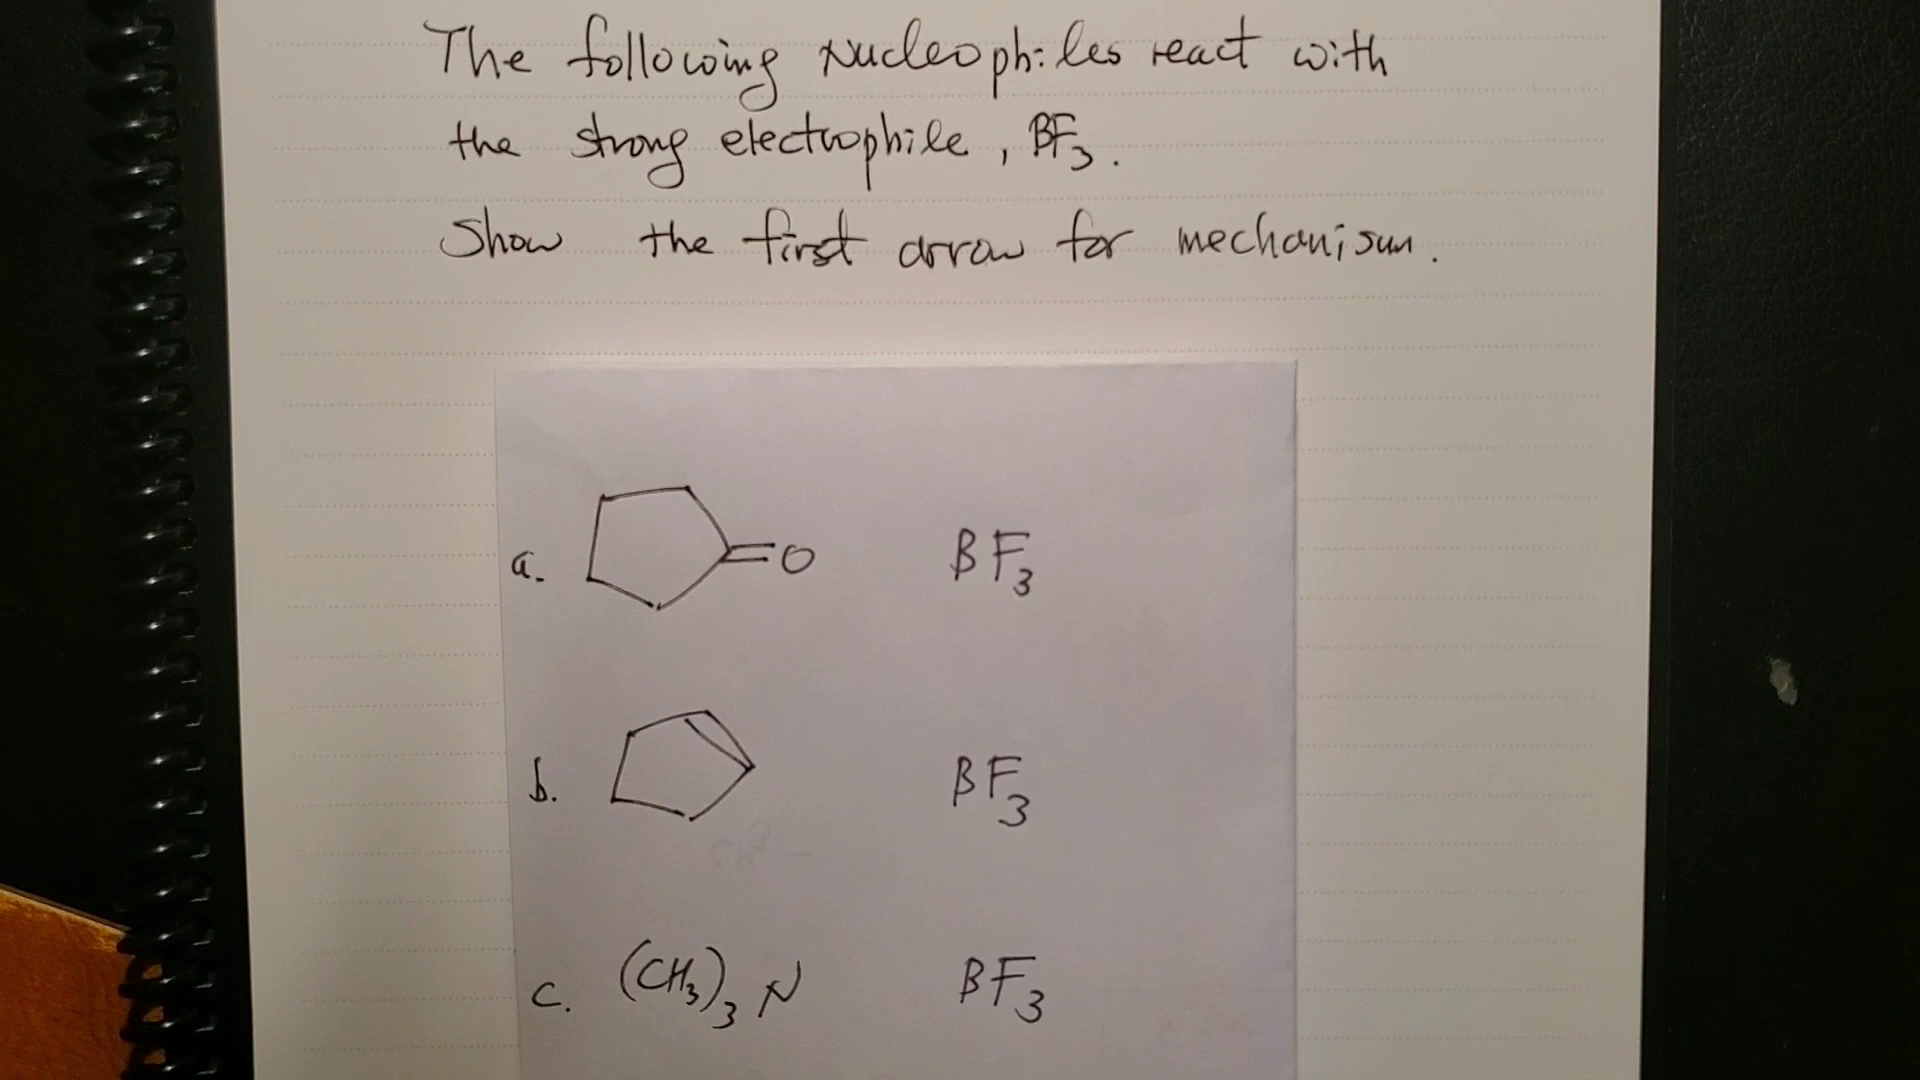 The following Nucleophiles react with
the strong electrophile, BF₃.
Show the first arrow for mechanism.
a. =O BF₃
b. BF₃
c. (CH₃)₃N BF₃